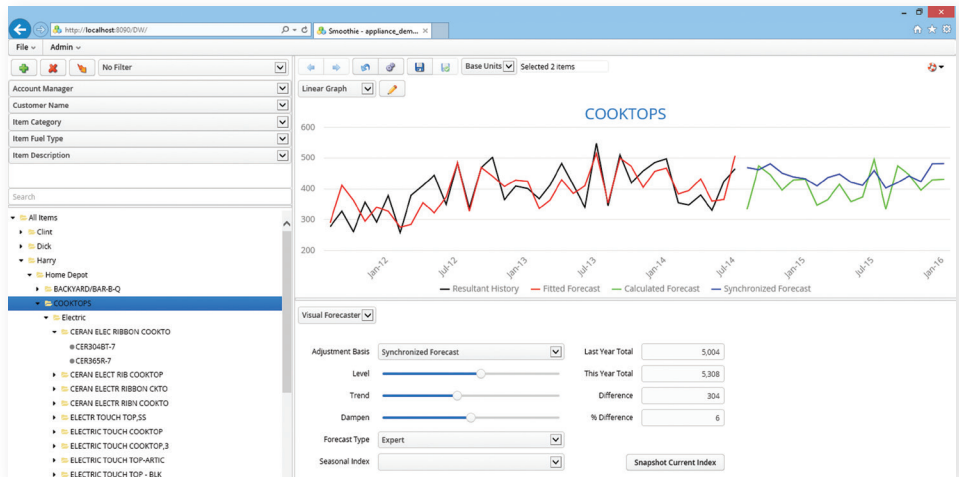 http://localhost:8090/DW/
Smoothie - appliance_dem...
File Admin
No Filter
Account Manager
Customer Name
Item Category
Item Fuel Type
Item Description
Search
All Items
Clint
Dick
Harry
Home Depot
BACKYARD/BAR-B-Q
COOKTOPS
Electric
CERAN ELEC RIBBON COOKTO
CER304BT-7
CER365R-7
CERAN ELECT RIB COOKTOP
CERAN ELECTR RIBBON CKTO
CERAN ELECTR RIBN COOKTO
ELECTR TOUCH TOP,SS
ELECTRIC TOUCH COOKTOP
ELECTRIC TOUCH COOKTOP,3
ELECTRIC TOUCH TOP-ARTIC
ELECTRIC TOUCH TOP - BLK
Base Units Selected 2 items
Linear Graph
COOKTOPS
600
500
400
300
200
Jan-12 Jul-12 Jan-13 Jul-13 Jan-14 Jul-14 Jan-15 Jul-15 Jan-16
Resultant History Fitted Forecast Calculated Forecast Synchronized Forecast
Visual Forecaster
Adjustment Basis Synchronized Forecast Last Year Total 5,004
Level This Year Total 5,308
Trend Difference 304
Dampen % Difference 6
Forecast Type Expert
Seasonal Index Snapshot Current Index